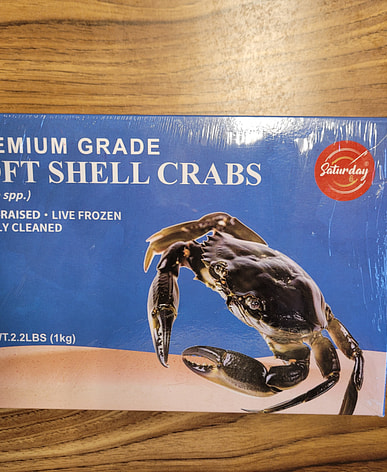 EMIUM GRADE
OFT SHELL CRABS
spp.)
RAISED • LIVE FROZEN
LY CLEANED
Saturday
WT.2.2LBS (1kg)